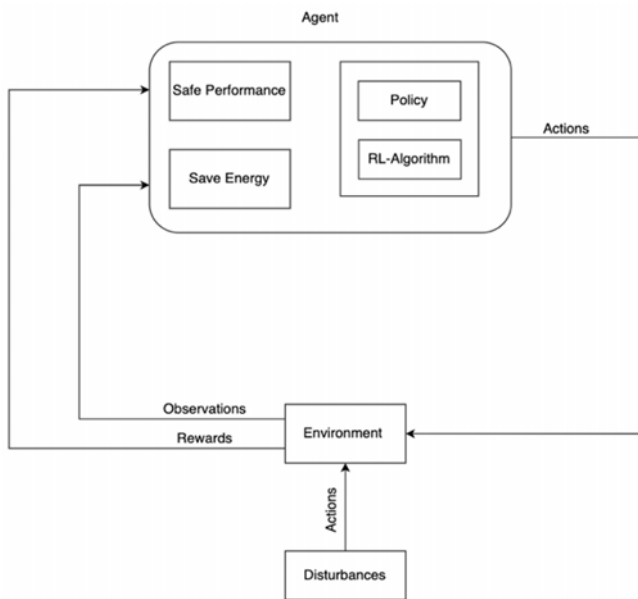 Agent
Safe Performance
Policy
Actions
RL-Algorithm
Save Energy
Observations
Rewards
Environment
Actions
Disturbances